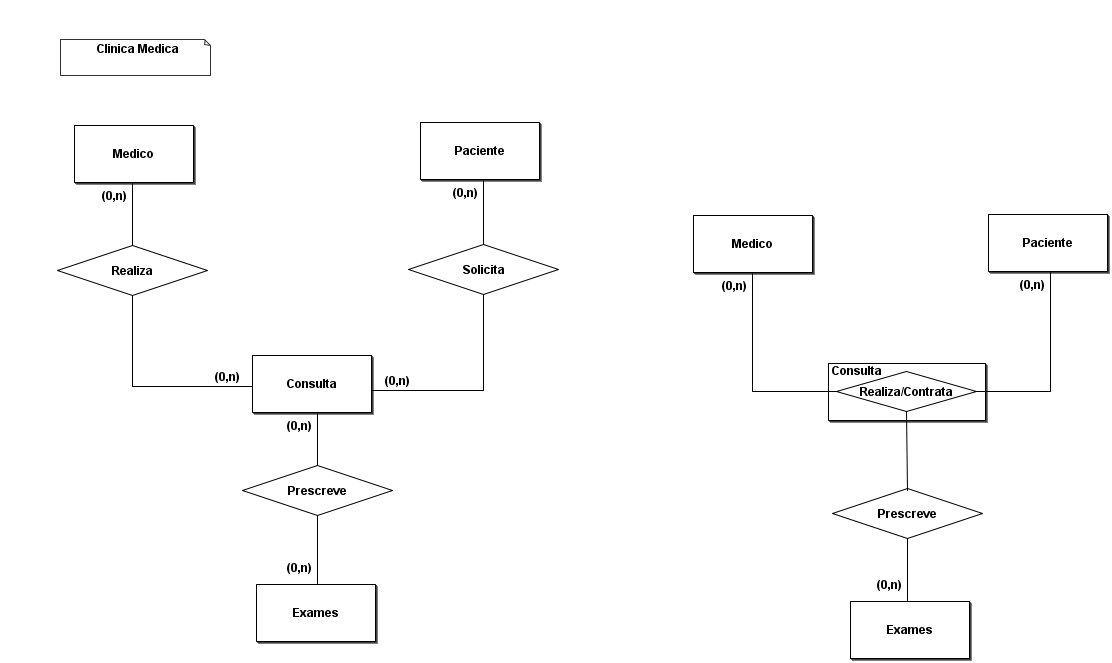 Clinica Medica
Medico
Paciente
(0,n)
(0,n)
Realiza
Solicita
(0,n)
Consulta
(0,n)
(0,n)
Prescreve
(0,n)
Exames
Medico
Paciente
(0,n)
(0,n)
Consulta
Realiza/Contrata
Prescreve
(0,n)
Exames